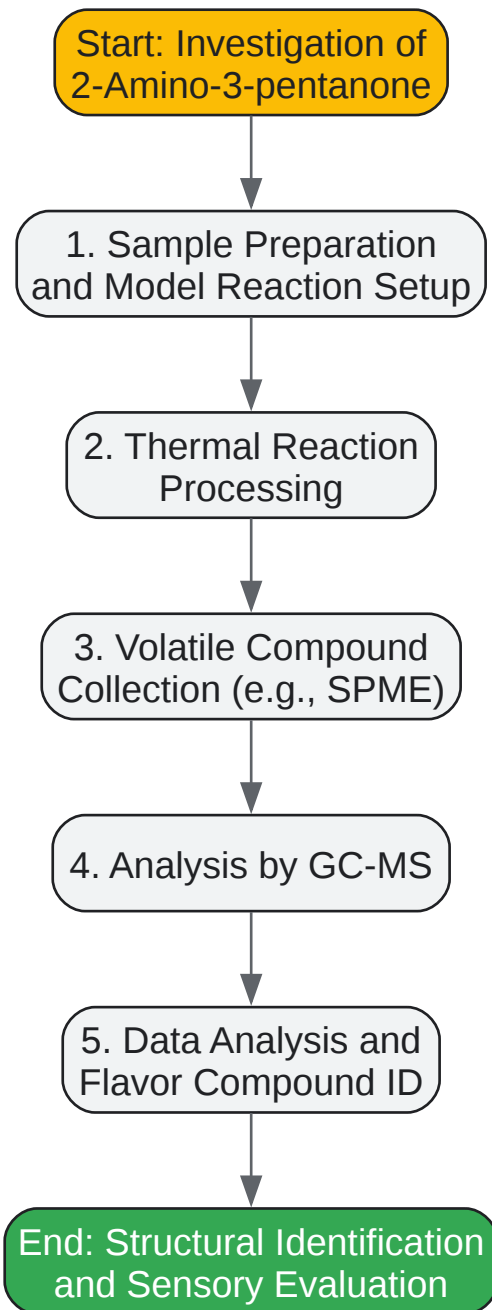 Start: Investigation of
2-Amino-3-pentanone
1. Sample Preparation
and Model Reaction Setup
2. Thermal Reaction
Processing
3. Volatile Compound
Collection (e.g., SPME)
4. Analysis by GC-MS
5. Data Analysis and
Flavor Compound ID
End: Structural Identification
and Sensory Evaluation